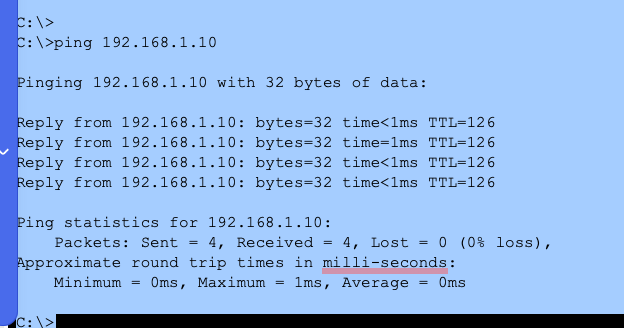 C:\>
C:\>ping 192.168.1.10
Pinging 192.168.1.10 with 32 bytes of data:
Reply from 192.168.1.10: bytes=32 time<1ms TTL=126
Reply from 192.168.1.10: bytes=32 time=1ms TTL=126
Reply from 192.168.1.10: bytes=32 time<1ms TTL=126
Reply from 192.168.1.10: bytes=32 time<1ms TTL=126
Ping statistics for 192.168.1.10:
Packets: Sent = 4, Received = 4, Lost = 0 (0% loss),
Approximate round trip times in milli-seconds:
Minimum = 0ms, Maximum = 1ms, Average = 0ms
C:\>